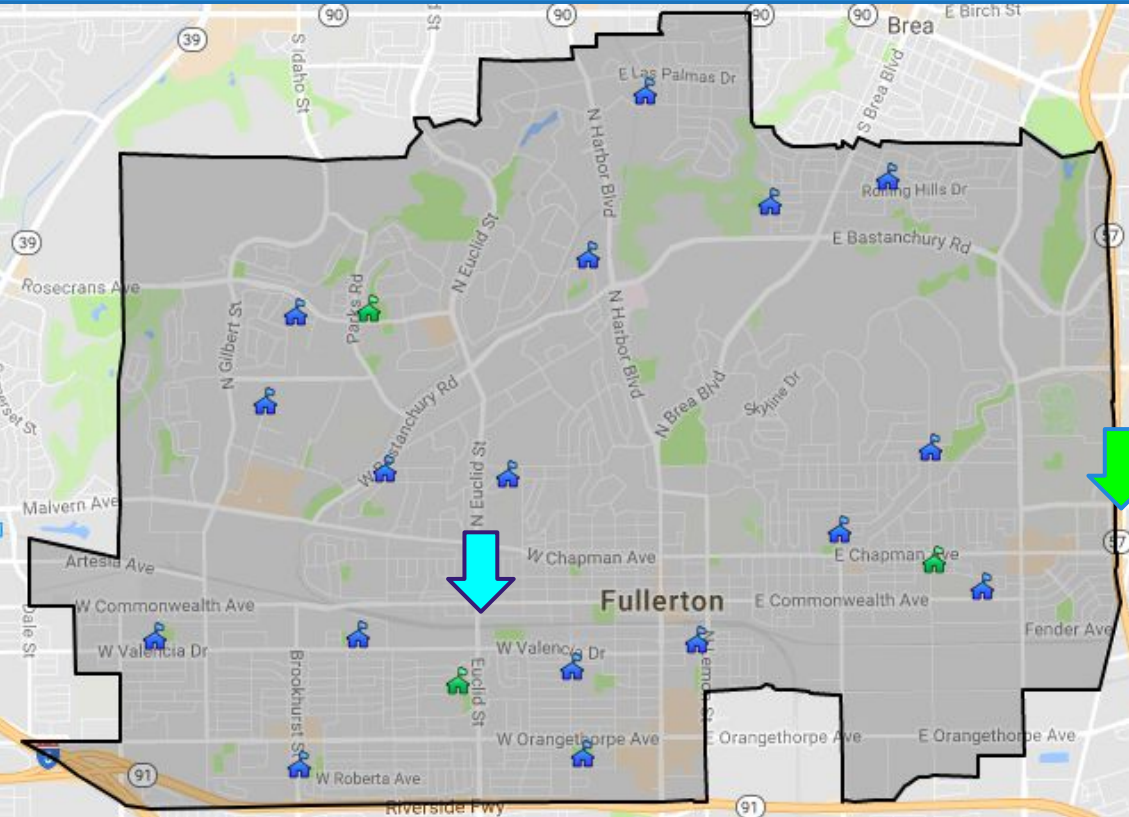 90
90
90
90
E Birch St
Brea
39
S Idaho St
E Las Palmas Dr
S Brea Blvd
N Harbor Blvd
Rolling Hills Dr
39
N Euclid St
E Bastanchury Rd
57
Rosecrans Ave
Parks Rd
N Gilbert St
N Harbor Blvd
W Bastanchury Rd
N Brea Blvd
Skyline Dr
N Euclid St
Malvern Ave
57
Artesia Ave
W Chapman Ave
E Chapman Ave
W Commonwealth Ave
Fullerton
E Commonwealth Ave
Dale St
Fender Ave
W Valencia Dr
W Valencia Dr
Brookhurst St
Euclid St
N Lemon St
W Orangethorpe Ave
E Orangethorpe Ave
E Orangethorpe Ave
91
W Roberta Ave
Riverside Fwy
91